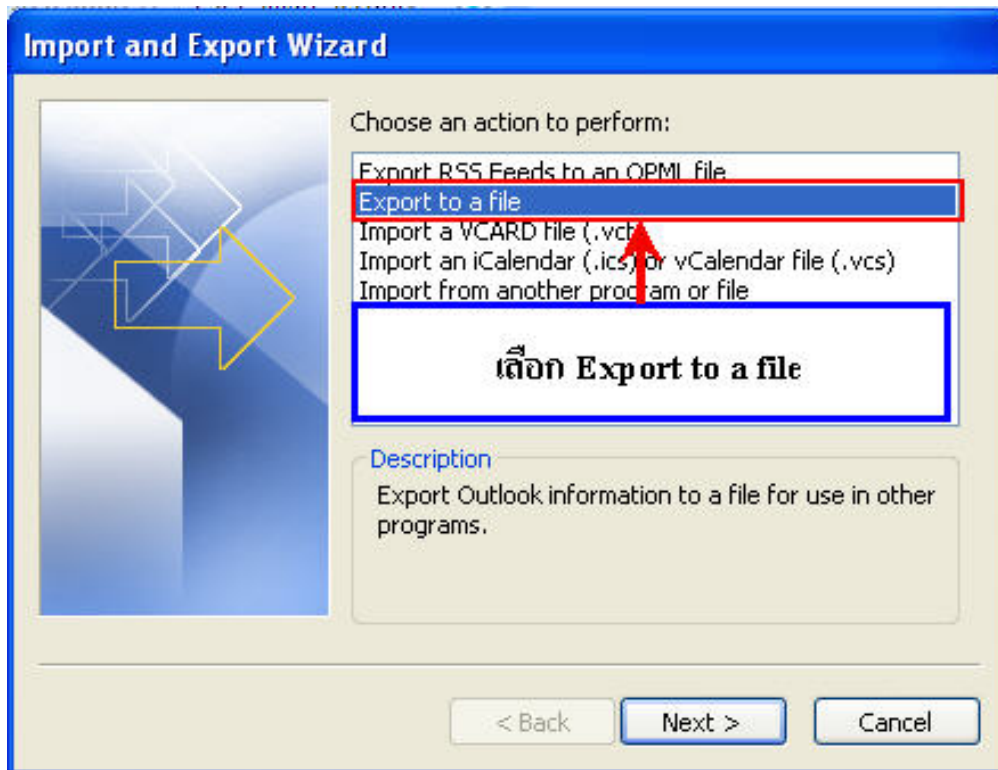 Import and Export Wizard
Choose an action to perform:
Export RSS Feeds to an OPML file
Export to a file
Import a VCARD file (.vcf)
Import an iCalendar (.ics) or vCalendar file (.vcs)
Import from another program or file
เลือก Export to a file
Description
Export Outlook information to a file for use in other
programs.
< Back
Next >
Cancel